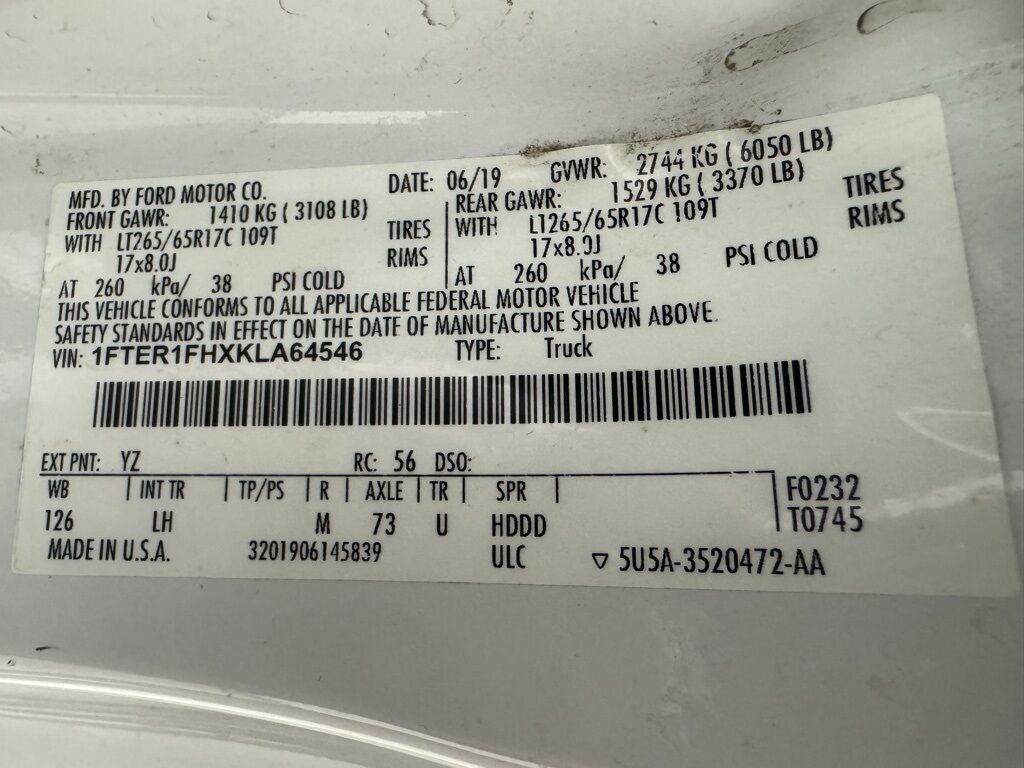 MFD. BY FORD MOTOR CO.
DATE: 06/19
GVWR: 2744 KG ( 6050 LB)
FRONT GAWR: 1410 KG ( 3108 LB)
WITH LT265/65R17C 109T TIRES
17x8.0J RIMS
AT 260 kPa/ 38 PSI COLD
REAR GAWR: 1529 KG ( 3370 LB)
WITH LT265/65R17C 109T TIRES
17x8.0J RIMS
AT 260 kPa/ 38 PSI COLD
THIS VEHICLE CONFORMS TO ALL APPLICABLE FEDERAL MOTOR VEHICLE
SAFETY STANDARDS IN EFFECT ON THE DATE OF MANUFACTURE SHOWN ABOVE.
VIN: 1FTER1FHXKLA64546 TYPE: Truck
EXT PNT: YZ RC: 56 DSO:
WB INT TR TP/PS R AXLE TR SPR
126 LH M 73 U HDDD
F0232
T0745
MADE IN U.S.A. 3201906145839 ULC ▽ 5U5A-3520472-AA